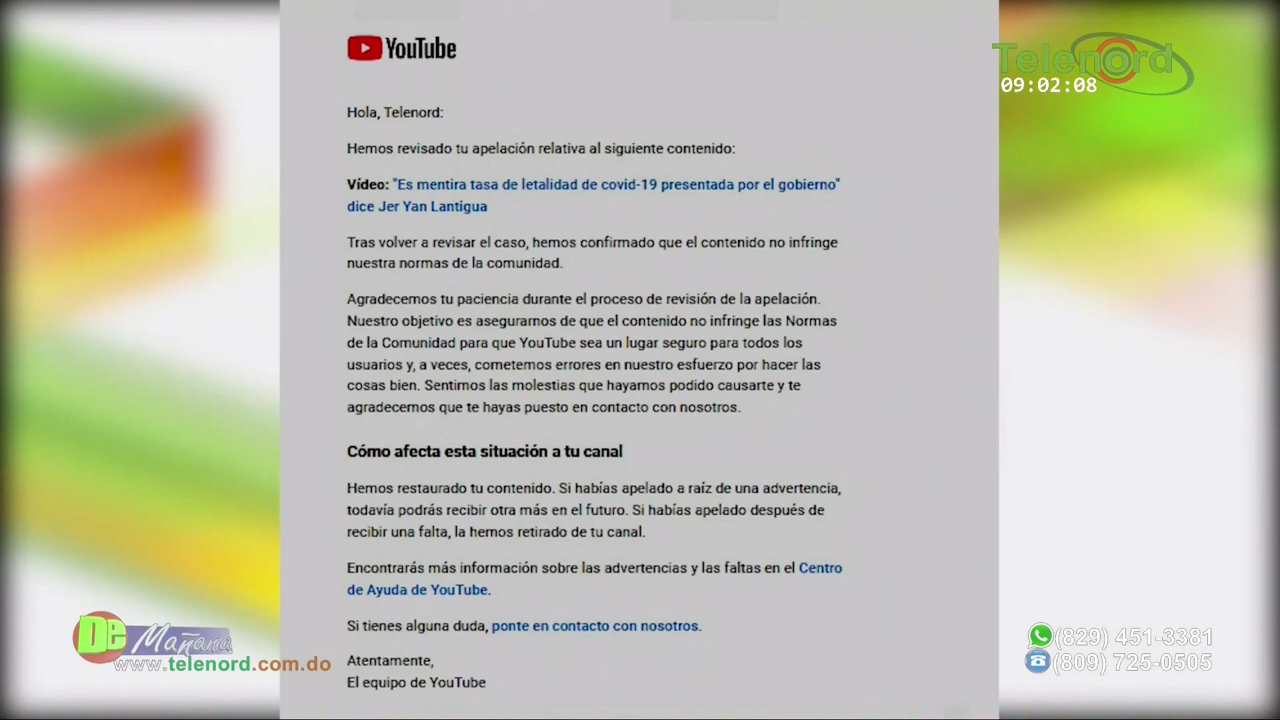 YouTube
Telenord
09:02:08
Hola, Telenord:
Hemos revisado tu apelación relativa al siguiente contenido:
Vídeo: "Es mentira tasa de letalidad de covid-19 presentada por el gobierno"
dice Jer Yan Lantigua
Tras volver a revisar el caso, hemos confirmado que el contenido no infringe
nuestra normas de la comunidad.
Agradecemos tu paciencia durante el proceso de revisión de la apelación.
Nuestro objetivo es asegurarnos de que el contenido no infringe las Normas
de la Comunidad para que YouTube sea un lugar seguro para todos los
usuarios y, a veces, cometemos errores en nuestro esfuerzo por hacer las
cosas bien. Sentimos las molestias que hayamos podido causarte y te
agradecemos que te hayas puesto en contacto con nosotros.
Cómo afecta esta situación a tu canal
Hemos restaurado tu contenido. Si habías apelado a raíz de una advertencia,
todavía podrás recibir otra más en el futuro. Si habías apelado después de
recibir una falta, la hemos retirado de tu canal.
Encontrarás más información sobre las advertencias y las faltas en el Centro
de Ayuda de YouTube.
Si tienes alguna duda, ponte en contacto con nosotros.
Atentamente,
El equipo de YouTube
De Mañana
www.telenord.com.do
(829) 451-3381
(809) 725-0505